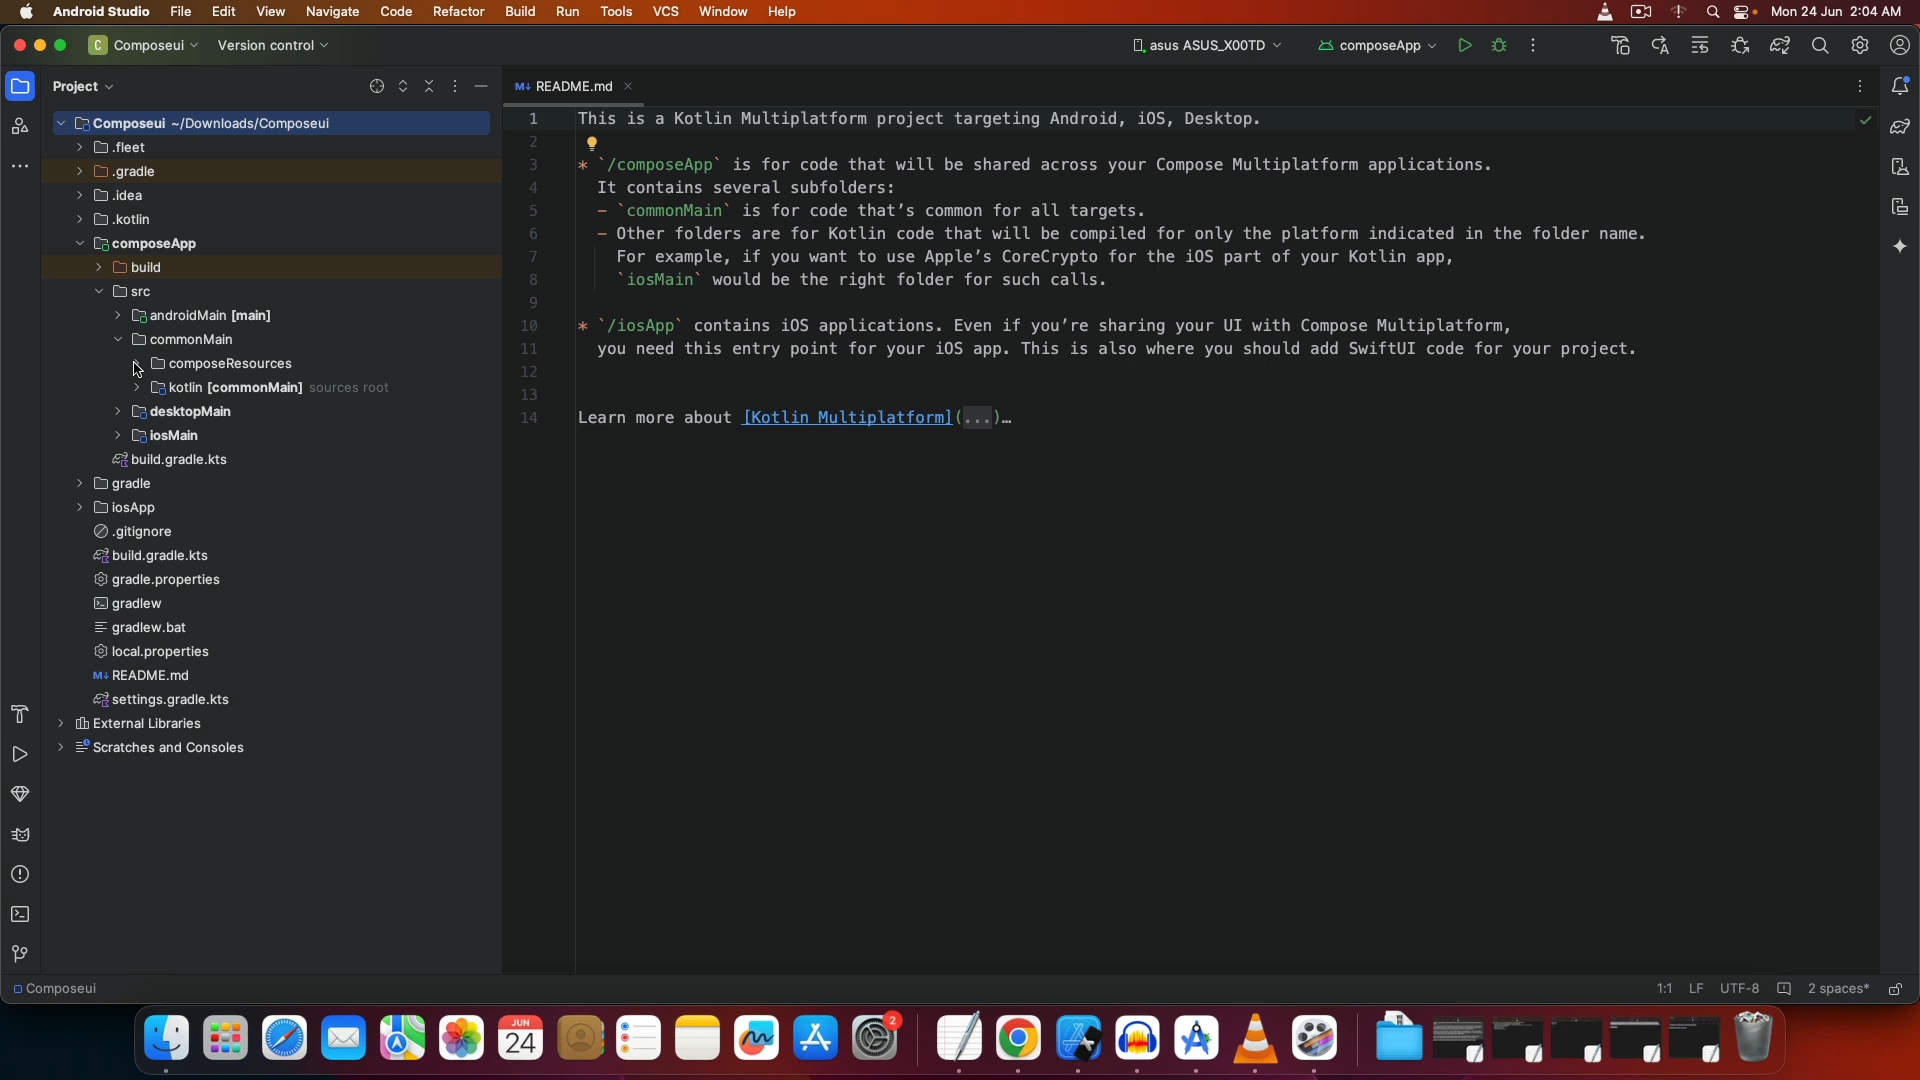 Android Studio File Edit View Navigate Code Refactor Build Run Tools VCS Window Help Mon 24 Jun 2:04 AM
C Composeui Version control asus ASUS_X00TD composeApp
Project
M↓ README.md
Composeui ~/Downloads/Composeui
.fleet
.gradle
.idea
.kotlin
composeApp
build
src
androidMain [main]
commonMain
composeResources
kotlin [commonMain] sources root
desktopMain
iosMain
build.gradle.kts
gradle
iosApp
.gitignore
build.gradle.kts
gradle.properties
gradlew
gradlew.bat
local.properties
M↓ README.md
settings.gradle.kts
External Libraries
Scratches and Consoles
1 This is a Kotlin Multiplatform project targeting Android, iOS, Desktop.
2
3 * `/composeApp` is for code that will be shared across your Compose Multiplatform applications.
4 It contains several subfolders:
5 – `commonMain` is for code that’s common for all targets.
6 – Other folders are for Kotlin code that will be compiled for only the platform indicated in the folder name.
7 For example, if you want to use Apple’s CoreCrypto for the iOS part of your Kotlin app,
8 `iosMain` would be the right folder for such calls.
9
10 * `/iosApp` contains iOS applications. Even if you’re sharing your UI with Compose Multiplatform,
11 you need this entry point for your iOS app. This is also where you should add SwiftUI code for your project.
12
13
14 Learn more about [Kotlin Multiplatform](...)…
Composeui
1:1 LF UTF-8 2 spaces*
JUN
24
2